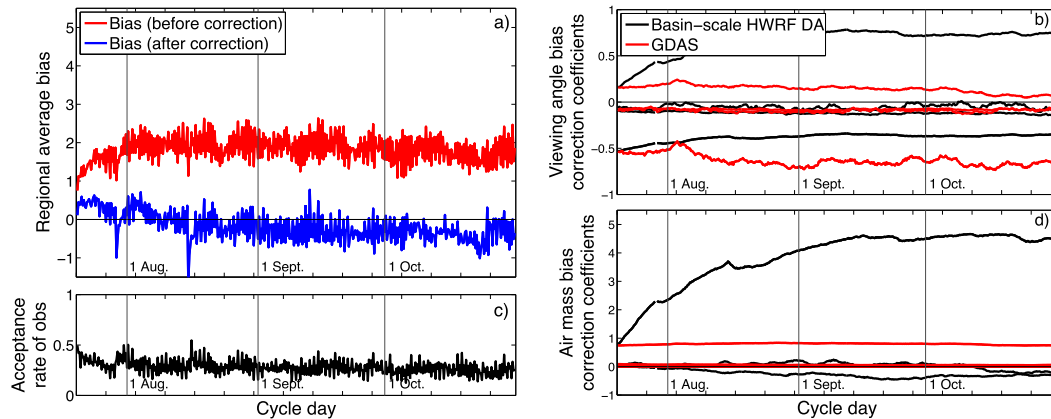 a)
Bias (before correction)
Bias (after correction)
Regional average bias
5
4
3
2
1
0
−1
1 Aug.
1 Sept.
1 Oct.
c)
Acceptance
rate of obs
1
0.5
0
1 Aug.
1 Sept.
1 Oct.
b)
Basin−scale HWRF DA
GDAS
Viewing angle bias
correction coefficients
1
0.5
0
−0.5
−1
1 Aug.
1 Sept.
1 Oct.
d)
Air mass bias
correction coefficients
6
5
4
3
2
1
0
−1
1 Aug.
1 Sept.
1 Oct.
Cycle day
Cycle day